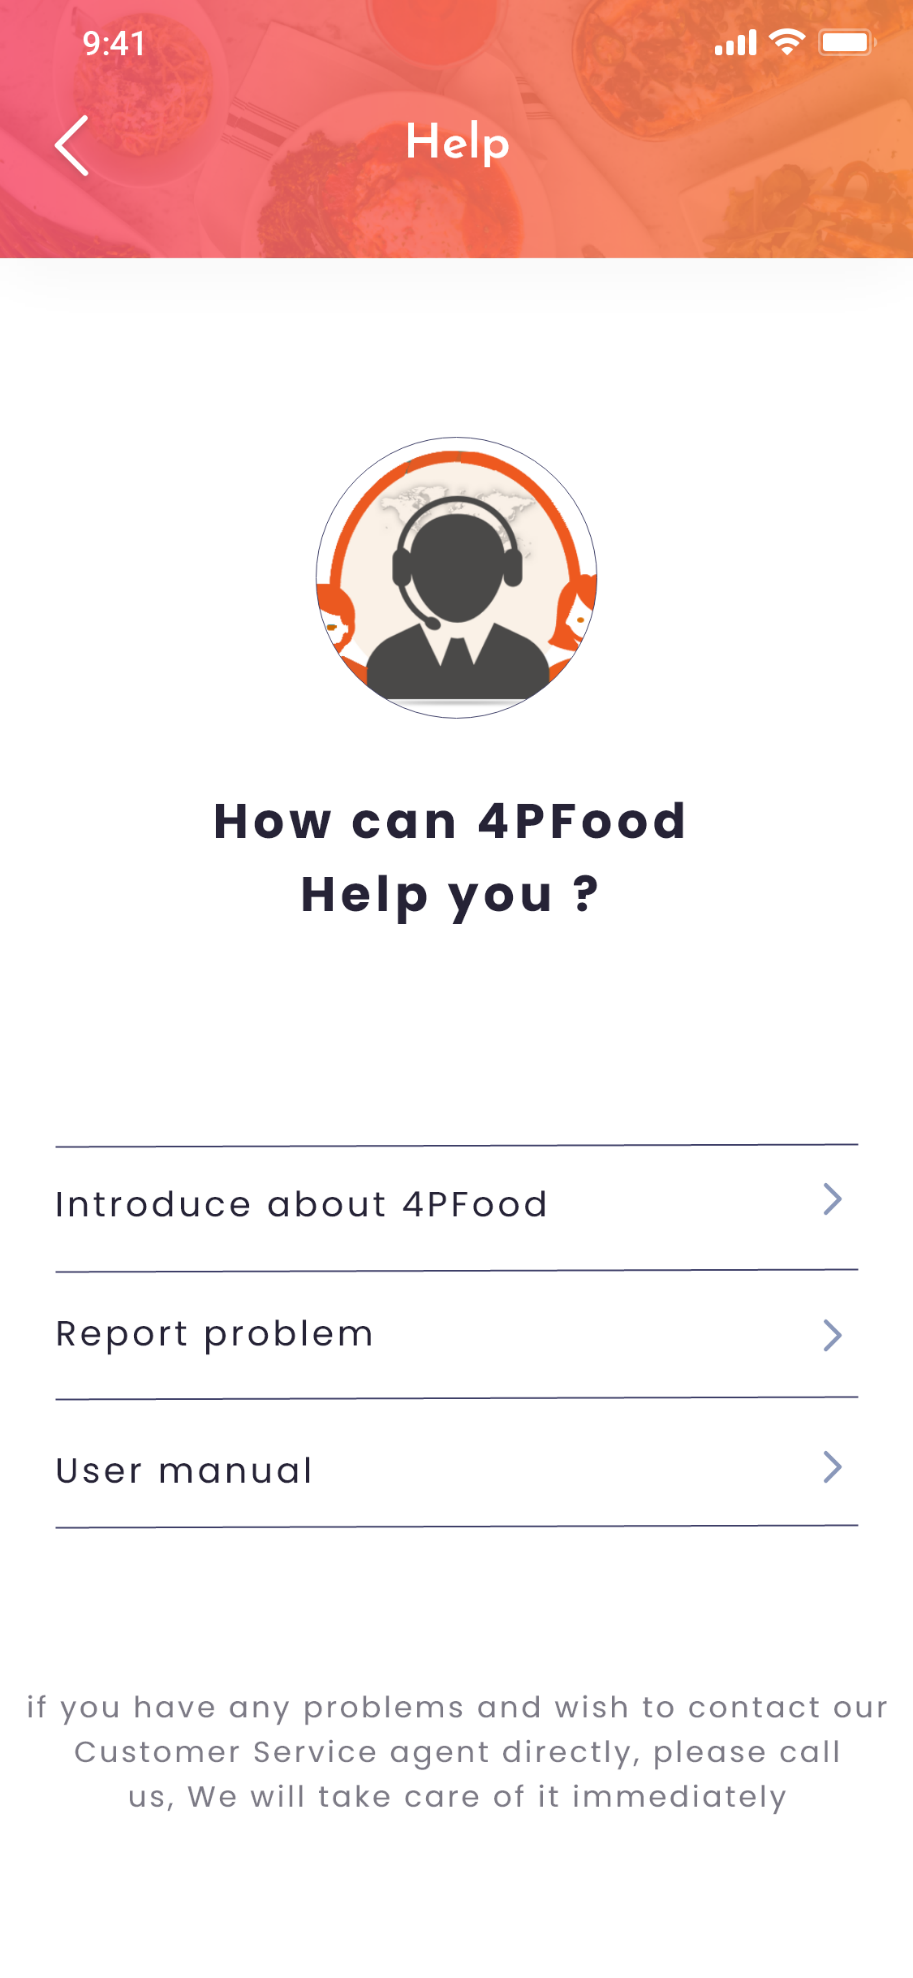 9:41
Help
How can 4PFood
Help you ?
Introduce about 4PFood
Report problem
User manual
if you have any problems and wish to contact our
Customer Service agent directly, please call
us, We will take care of it immediately